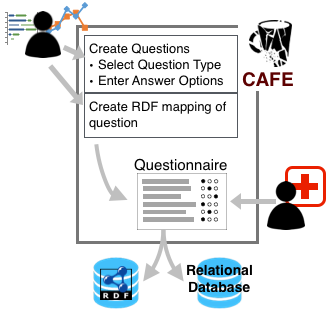 Create Questions
• Select Question Type
• Enter Answer Options
CAFE
Create RDF mapping of
question
Questionnaire
RDF
Relational
Database